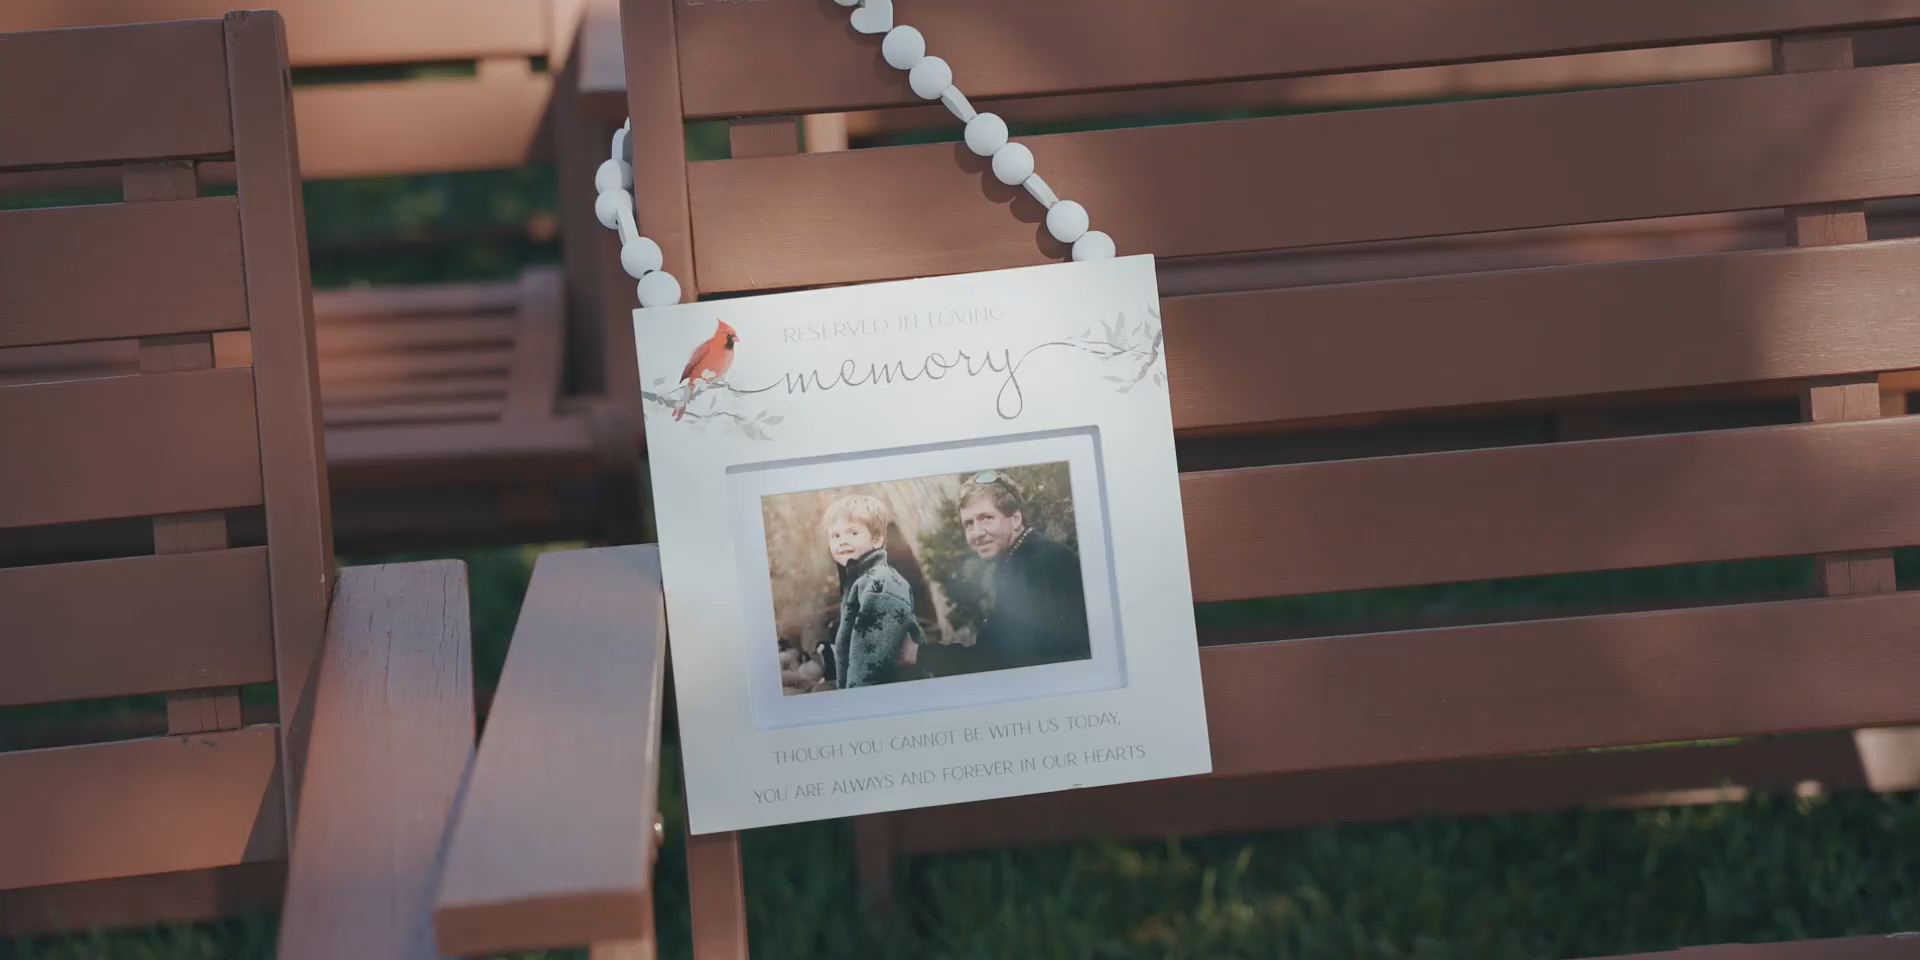 RESERVED IN LOVING
memory
THOUGH YOU CANNOT BE WITH US TODAY,
YOU ARE ALWAYS AND FOREVER IN OUR HEARTS